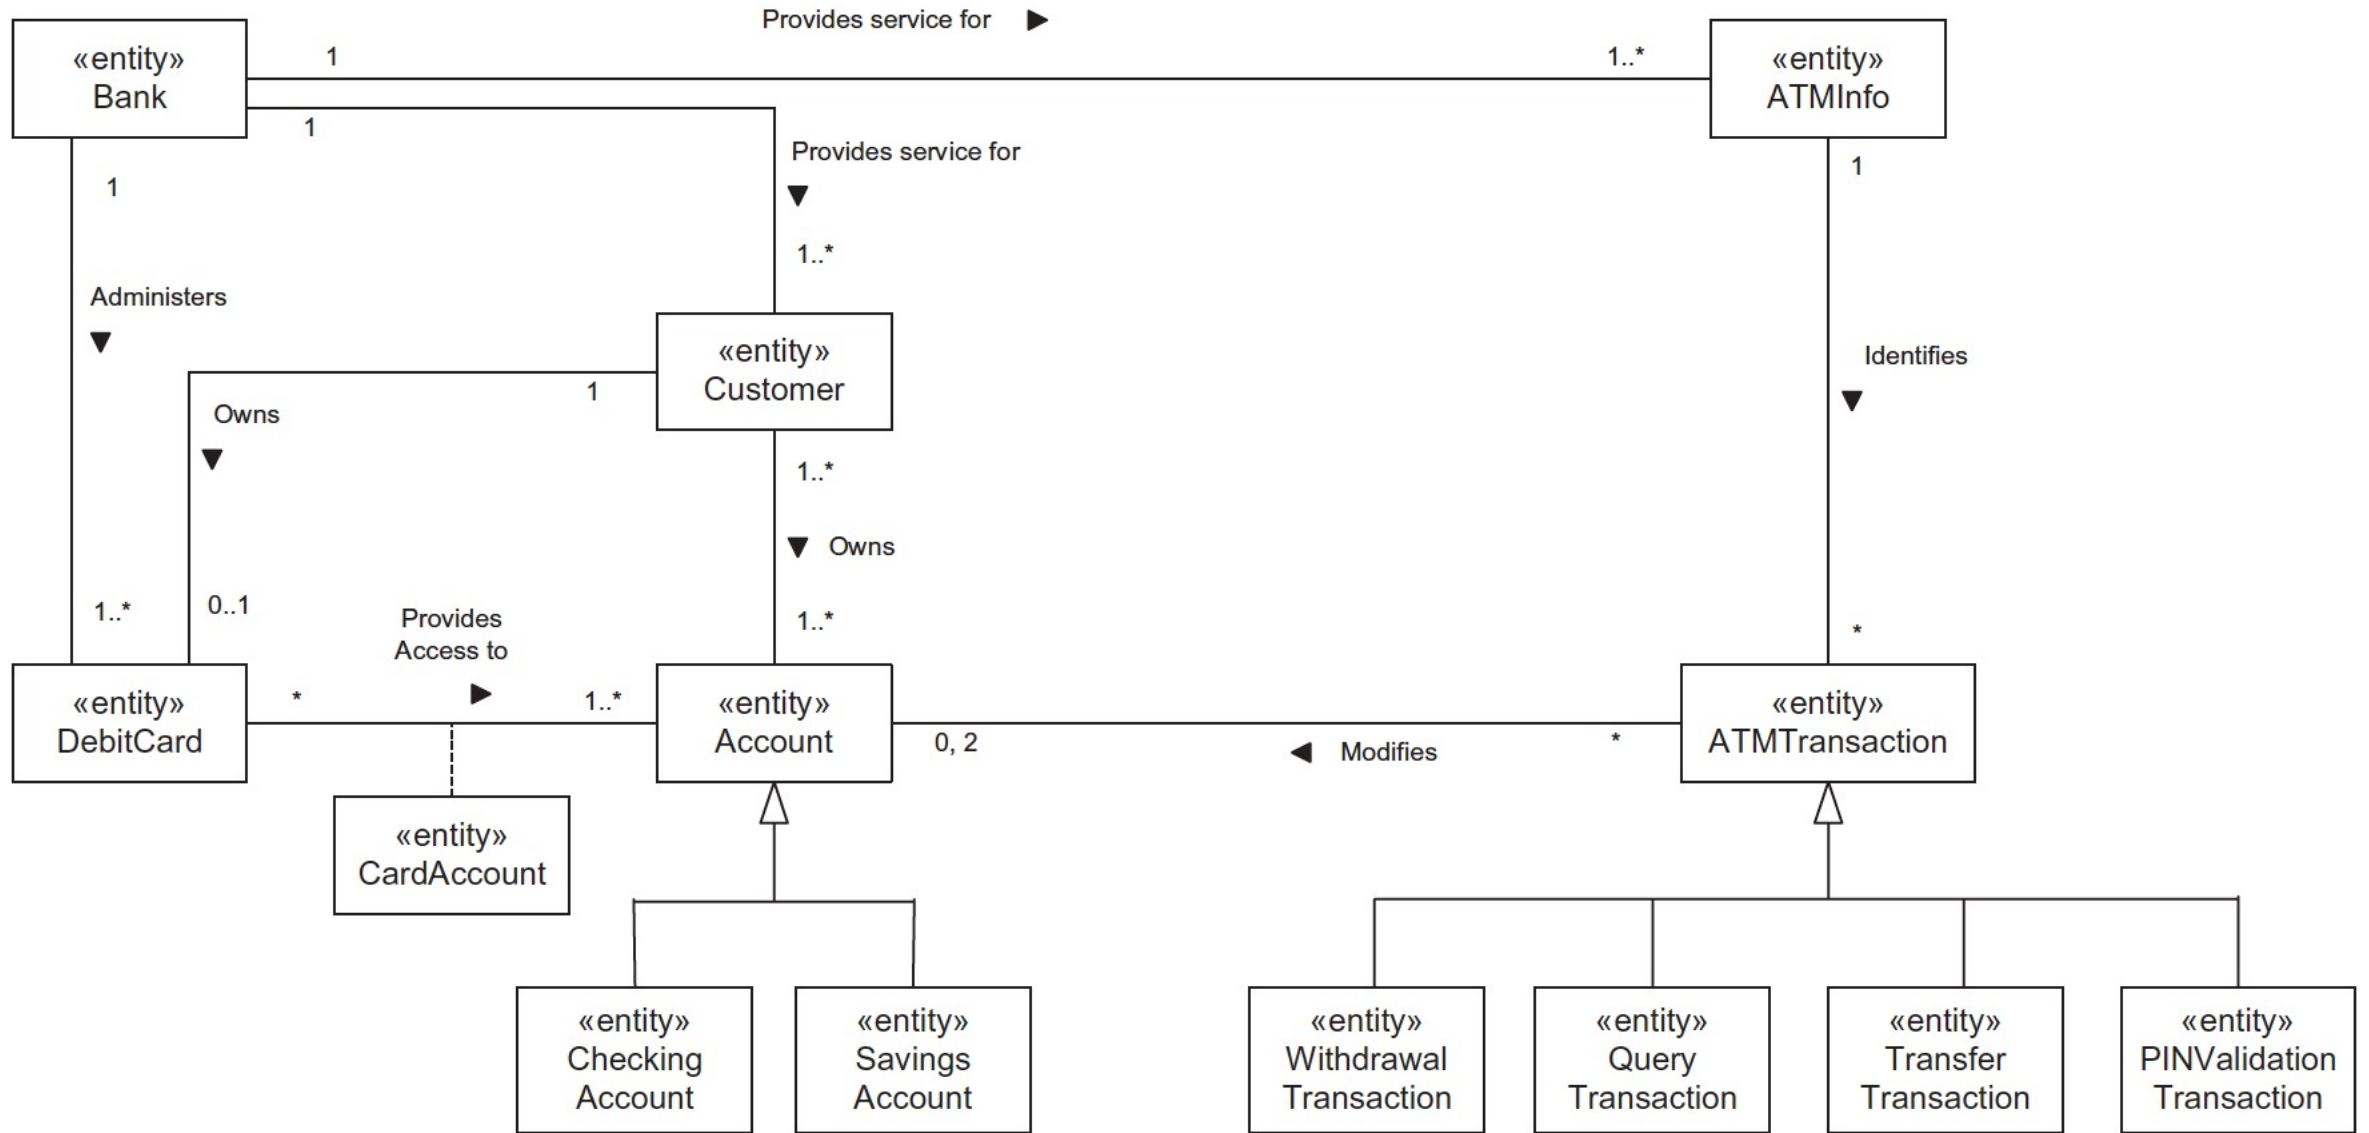 Provides service for
«entity»
Bank
1
1..*
«entity»
ATMInfo
1
Provides service for
1..*
1
Administers
1..*
1
Identifies
*
«entity»
Customer
1
Owns
0..1
1..*
Owns
1..*
Provides
Access to
«entity»
DebitCard
*
1..*
«entity»
Account
0, 2
Modifies
*
«entity»
ATMTransaction
«entity»
CardAccount
«entity»
Checking
Account
«entity»
Savings
Account
«entity»
Withdrawal
Transaction
«entity»
Query
Transaction
«entity»
Transfer
Transaction
«entity»
PINValidation
Transaction